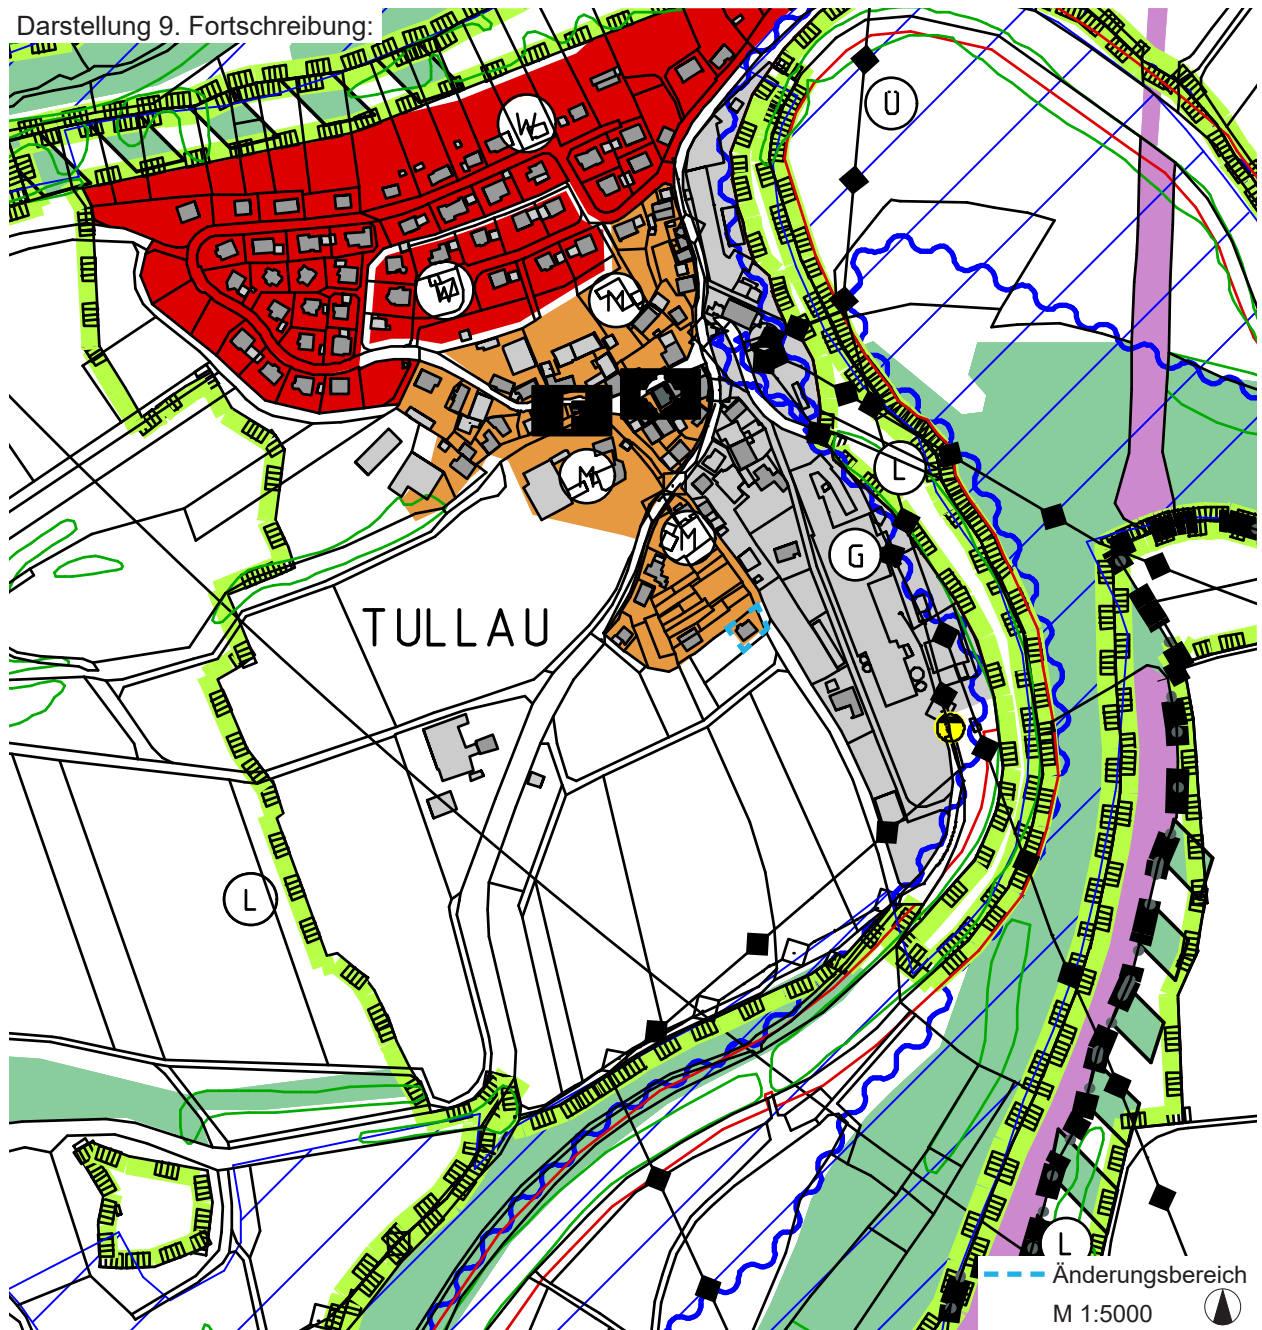 Darstellung 9. Fortschreibung:
Ü
W
W
M
L
M
M
G
TULLAU
L
L
Änderungsbereich
M 1:5000